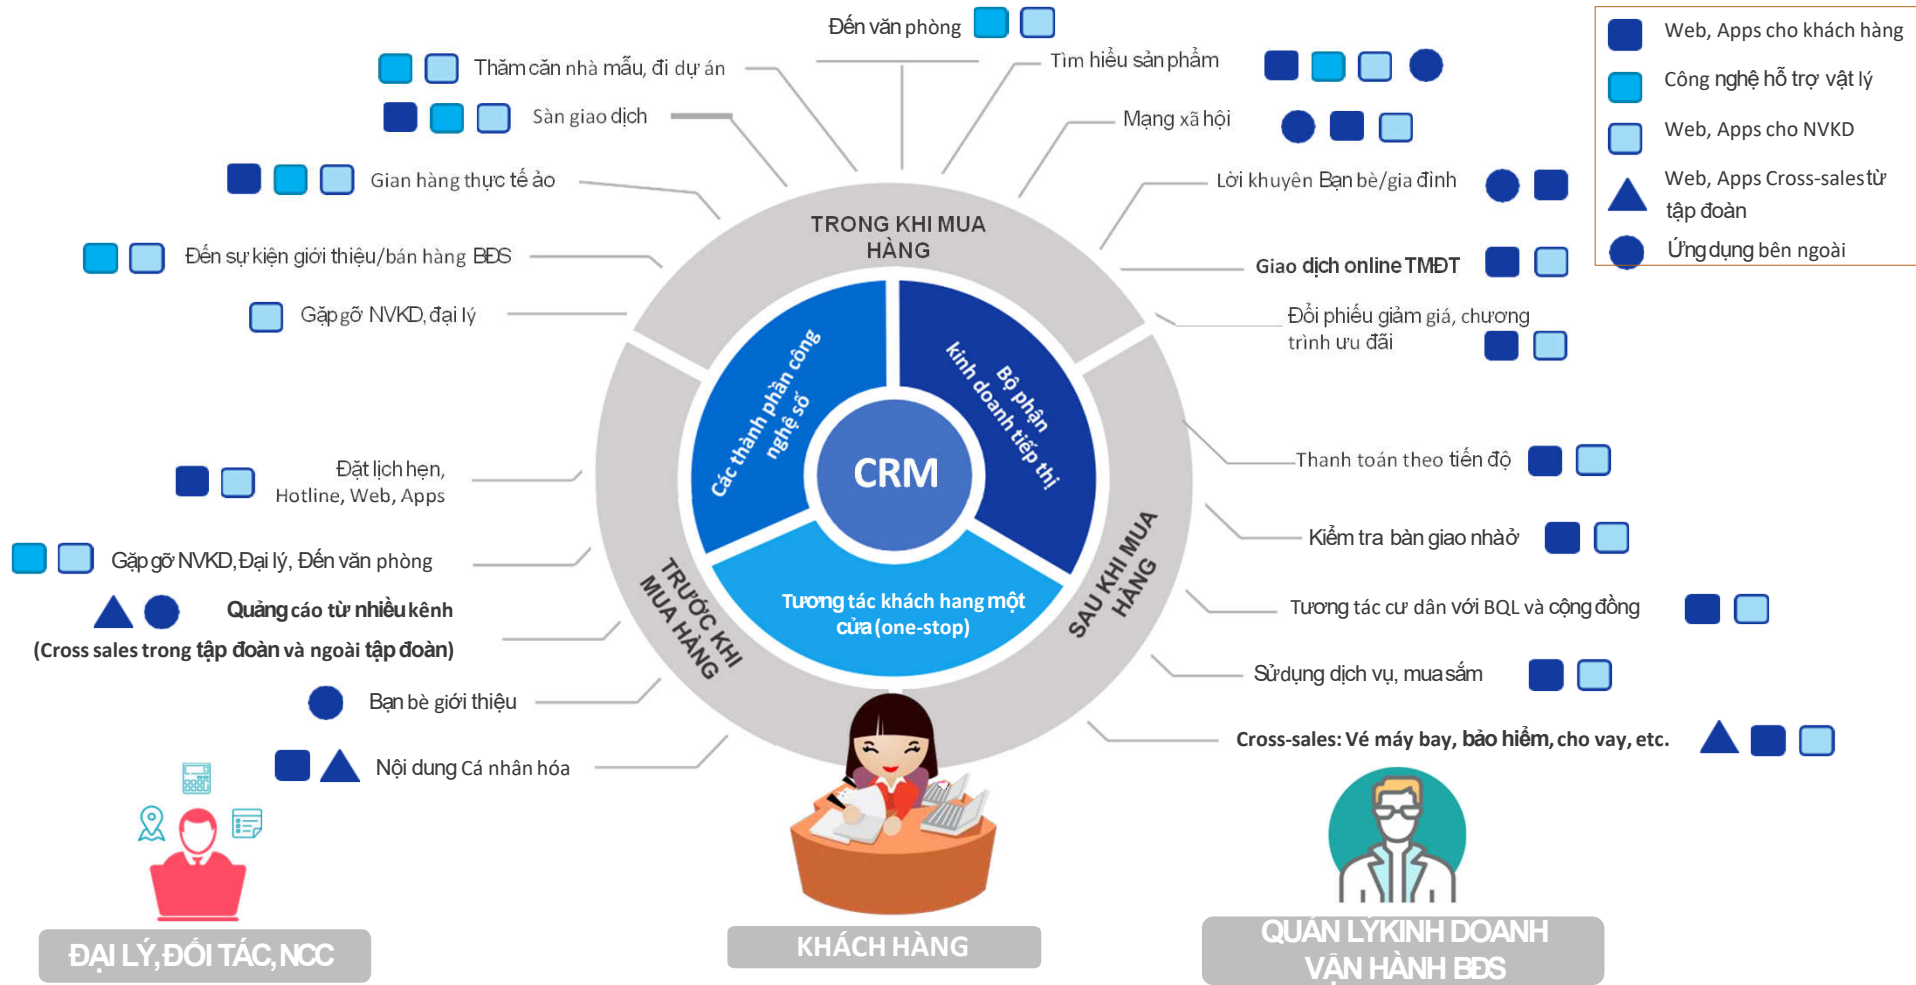 Đến văn phòng
Thăm căn nhà mẫu, đi dự án
Sàn giao dịch
Gian hàng thực tế ảo
Đến sự kiện giới thiệu/bán hàng BĐS
Gặp gỡ NVKD, đại lý
Đặt lịch hẹn,
Hotline, Web, Apps
Gặp gỡ NVKD, Đại lý, Đến văn phòng
Quảng cáo từ nhiều kênh
(Cross sales trong tập đoàn và ngoài tập đoàn)
Bạn bè giới thiệu
Nội dung Cá nhân hóa
Tìm hiểu sản phẩm
Mạng xã hội
Lời khuyên Bạn bè/gia đình
Giao dịch online TMĐT
Đổi phiếu giảm giá, chương
trình ưu đãi
Thanh toán theo tiến độ
Kiểm tra bàn giao nhà ở
Tương tác cư dân với BQL và cộng đồng
Sử dụng dịch vụ, mua sắm
Cross-sales: Vé máy bay, bảo hiểm, cho vay, etc.
Web, Apps cho khách hàng
Công nghệ hỗ trợ vật lý
Web, Apps cho NVKD
Web, Apps Cross-sales từ
tập đoàn
Ứng dụng bên ngoài
TRONG KHI MUA
HÀNG
TRƯỚC KHI
MUA HÀNG
SAU KHI MUA
HÀNG
Các thành phần công
nghệ số
Bộ phận
kinh doanh tiếp thị
CRM
Tương tác khách hang một
cửa (one-stop)
ĐẠI LÝ, ĐỐI TÁC, NCC
KHÁCH HÀNG
QUẢN LÝ KINH DOANH
VẬN HÀNH BĐS